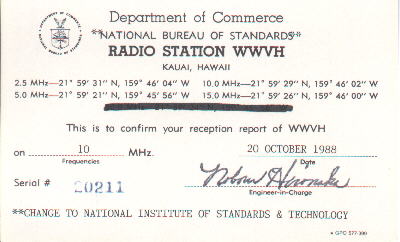 Department of Commerce
**NATIONAL BUREAU OF STANDARDS**
RADIO STATION WWVH
KAUAI, HAWAII
2.5 MHz—21° 59' 31" N, 159° 46' 04" W 10.0 MHz—21° 59' 29" N, 159° 46' 02" W
5.0 MHz—21° 59' 21" N, 159° 45' 56" W 15.0 MHz—21° 59' 26" N, 159° 46' 00" W
This is to confirm your reception report of WWVH
on 10 MHz. 20 OCTOBER 1988
Frequencies Date
Serial # 20211
Engineer-in-Charge
**CHANGE TO NATIONAL INSTITUTE OF STANDARDS & TECHNOLOGY